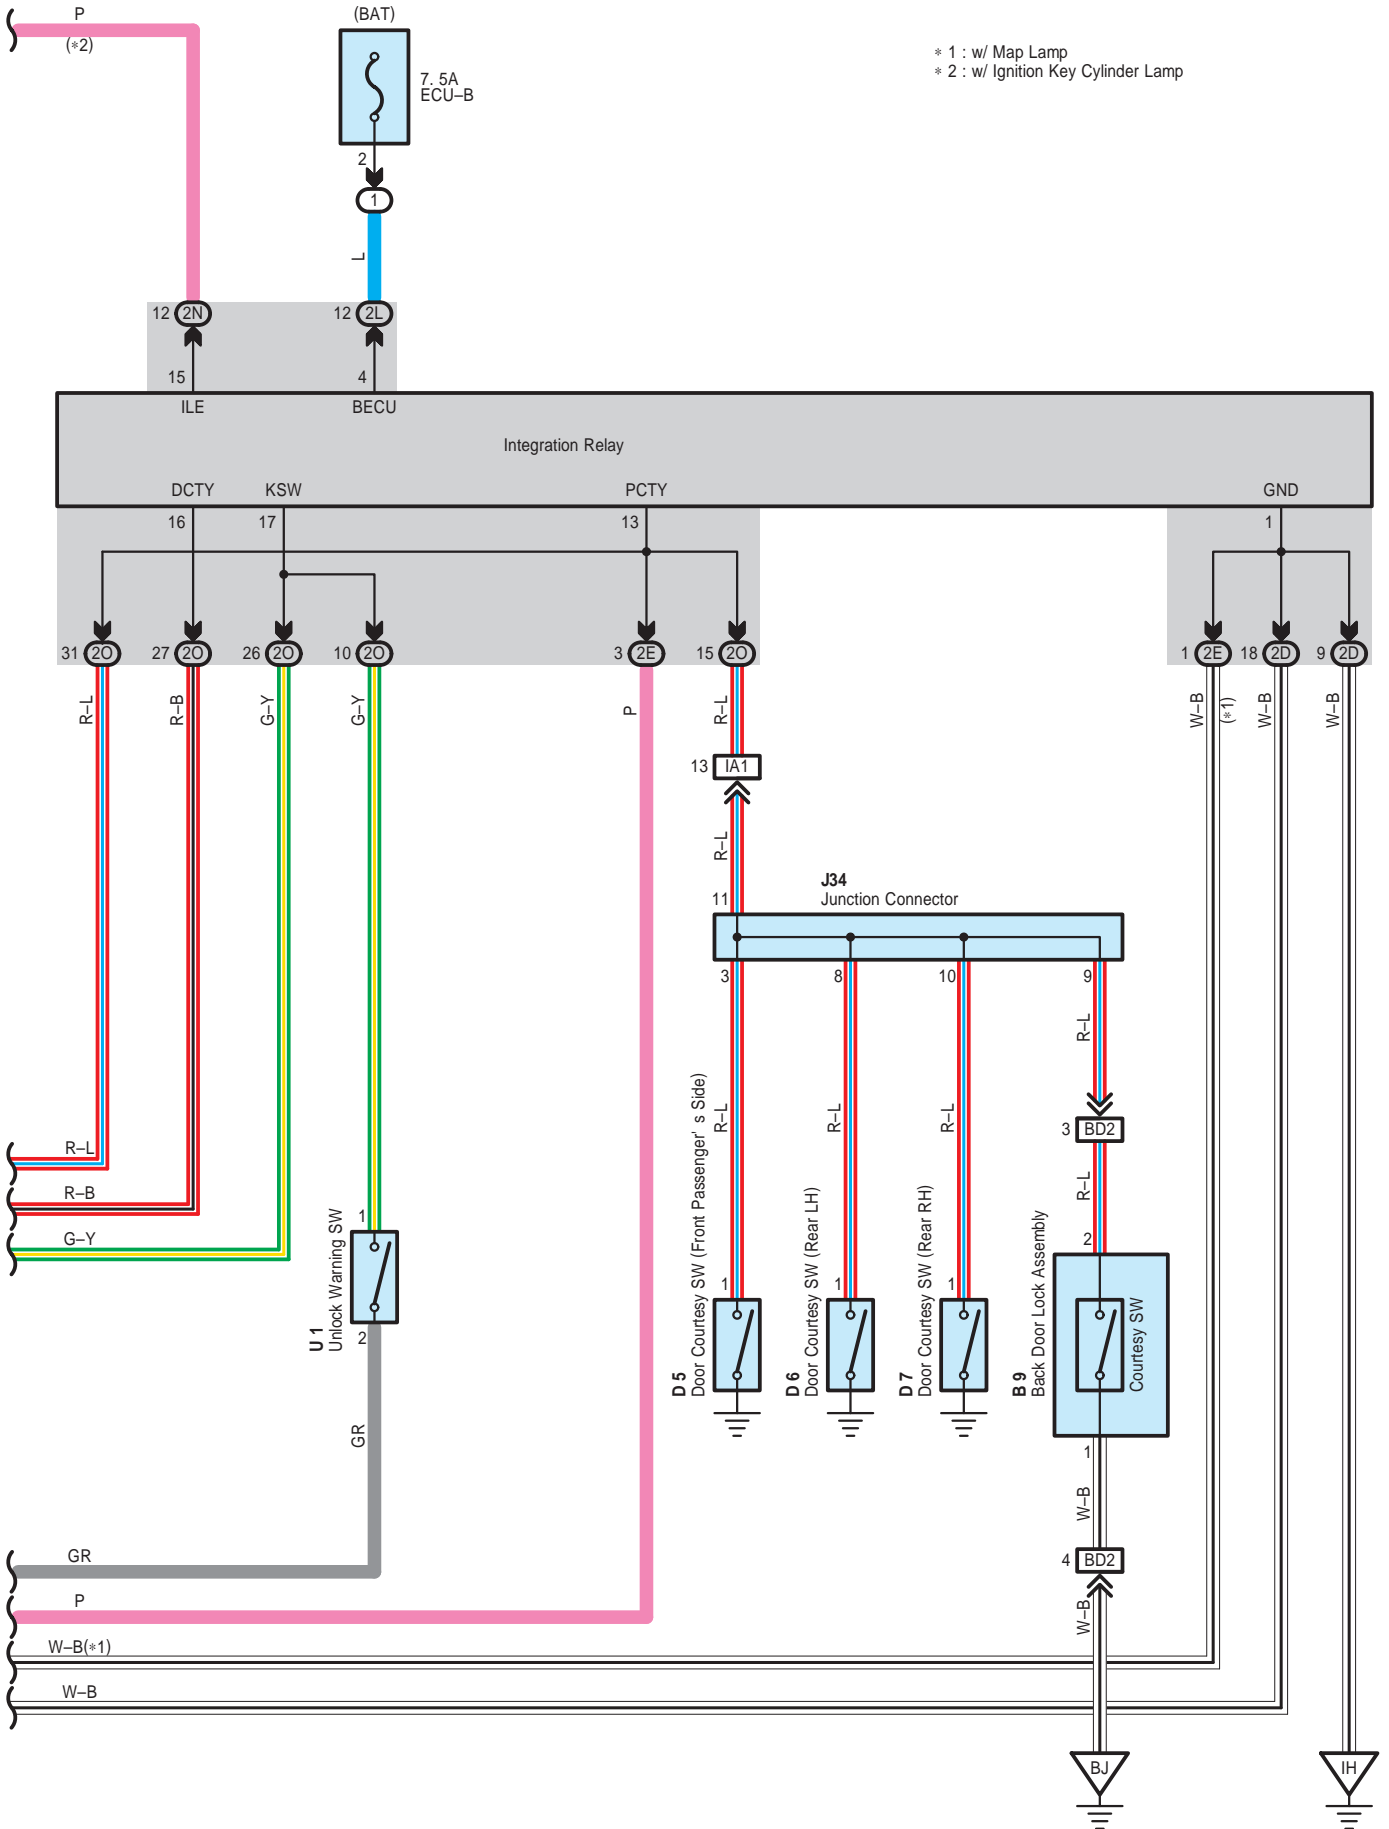 P
(∗2)
(BAT)
7. 5A
ECU–B
∗ 1 : w/ Map Lamp
∗ 2 : w/ Ignition Key Cylinder Lamp
2
1
L
12 2N
12 2L
15
4
ILE
BECU
Integration Relay
DCTY
KSW
PCTY
GND
16
17
13
1
31 2O
27 2O
26 2O
10 2O
3 2E
15 2O
1 2E
18 2D
9 2D
R–L
R–B
G–Y
G–Y
P
R–L
W–B
(∗1)
W–B
W–B
13 IA1
R–L
J34
Junction Connector
11
3
8
10
9
R–L
R–L
R–L
R–L
3 BD2
R–L
R–L
R–B
G–Y
1
2
U 1
Unlock Warning SW
1
D 5
Door Courtesy SW (Front Passenger' s Side)
1
D 6
Door Courtesy SW (Rear LH)
1
D 7
Door Courtesy SW (Rear RH)
2
B 9
Back Door Lock Assembly
Courtesy SW
1
GR
W–B
4 BD2
W–B
GR
P
W–B(∗1)
W–B
BJ
IH